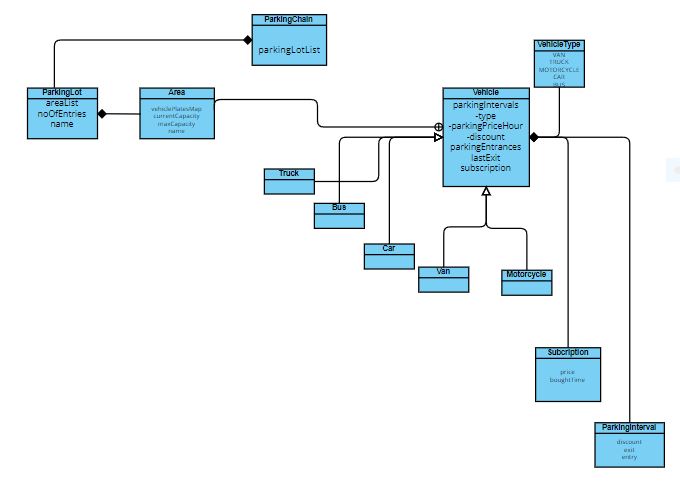 ParkingChain
parkingLotList
VehicleType
VAN
TRUCK
MOTORCYCLE
CAR
BUS
ParkingLot
areaList
noOfEntries
name
Area
vehiclePlatesMap
currentCapacity
maxCapacity
name
Vehicle
parkingIntervals
-type
-parkingPriceHour
-discount
parkingEntrances
lastExit
subscription
Truck
Bus
Car
Van
Motorcycle
Subcription
price
boughtTime
ParkingInterval
discount
exit
entry